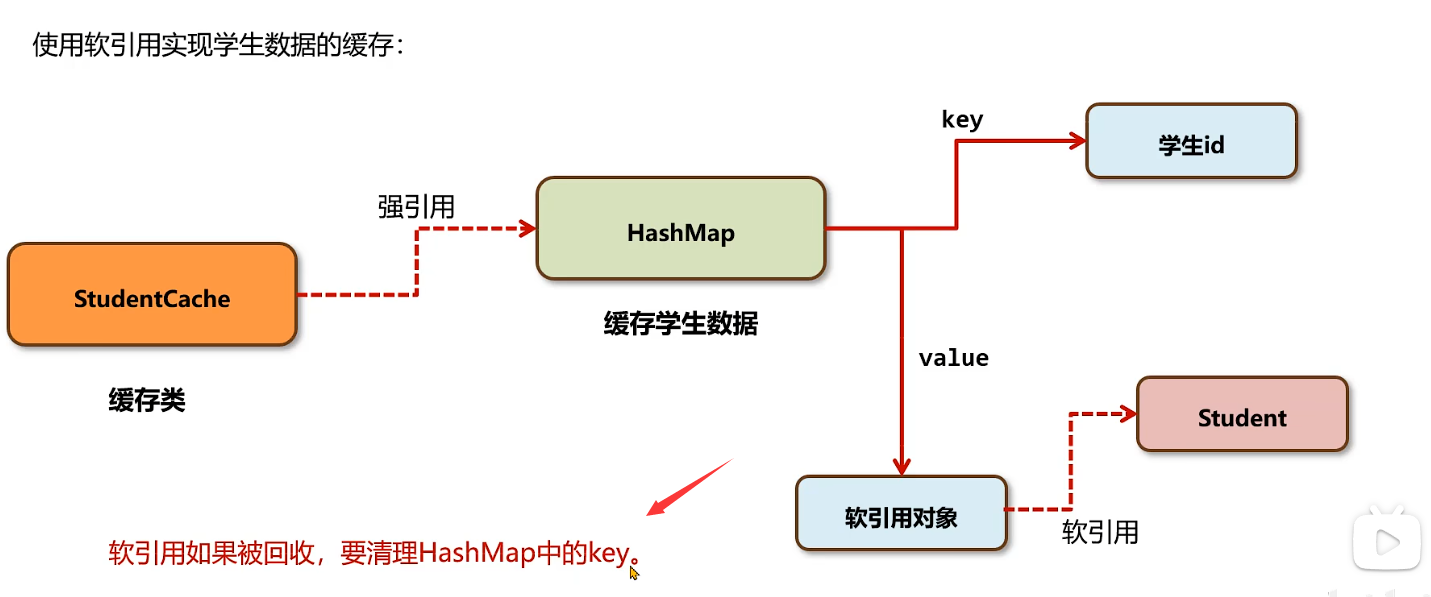 使用软引用实现学生数据的缓存：
key
学生id
强引用
HashMap
StudentCache
缓存学生数据
value
缓存类
Student
软引用对象
软引用
软引用如果被回收，要清理HashMap中的key。